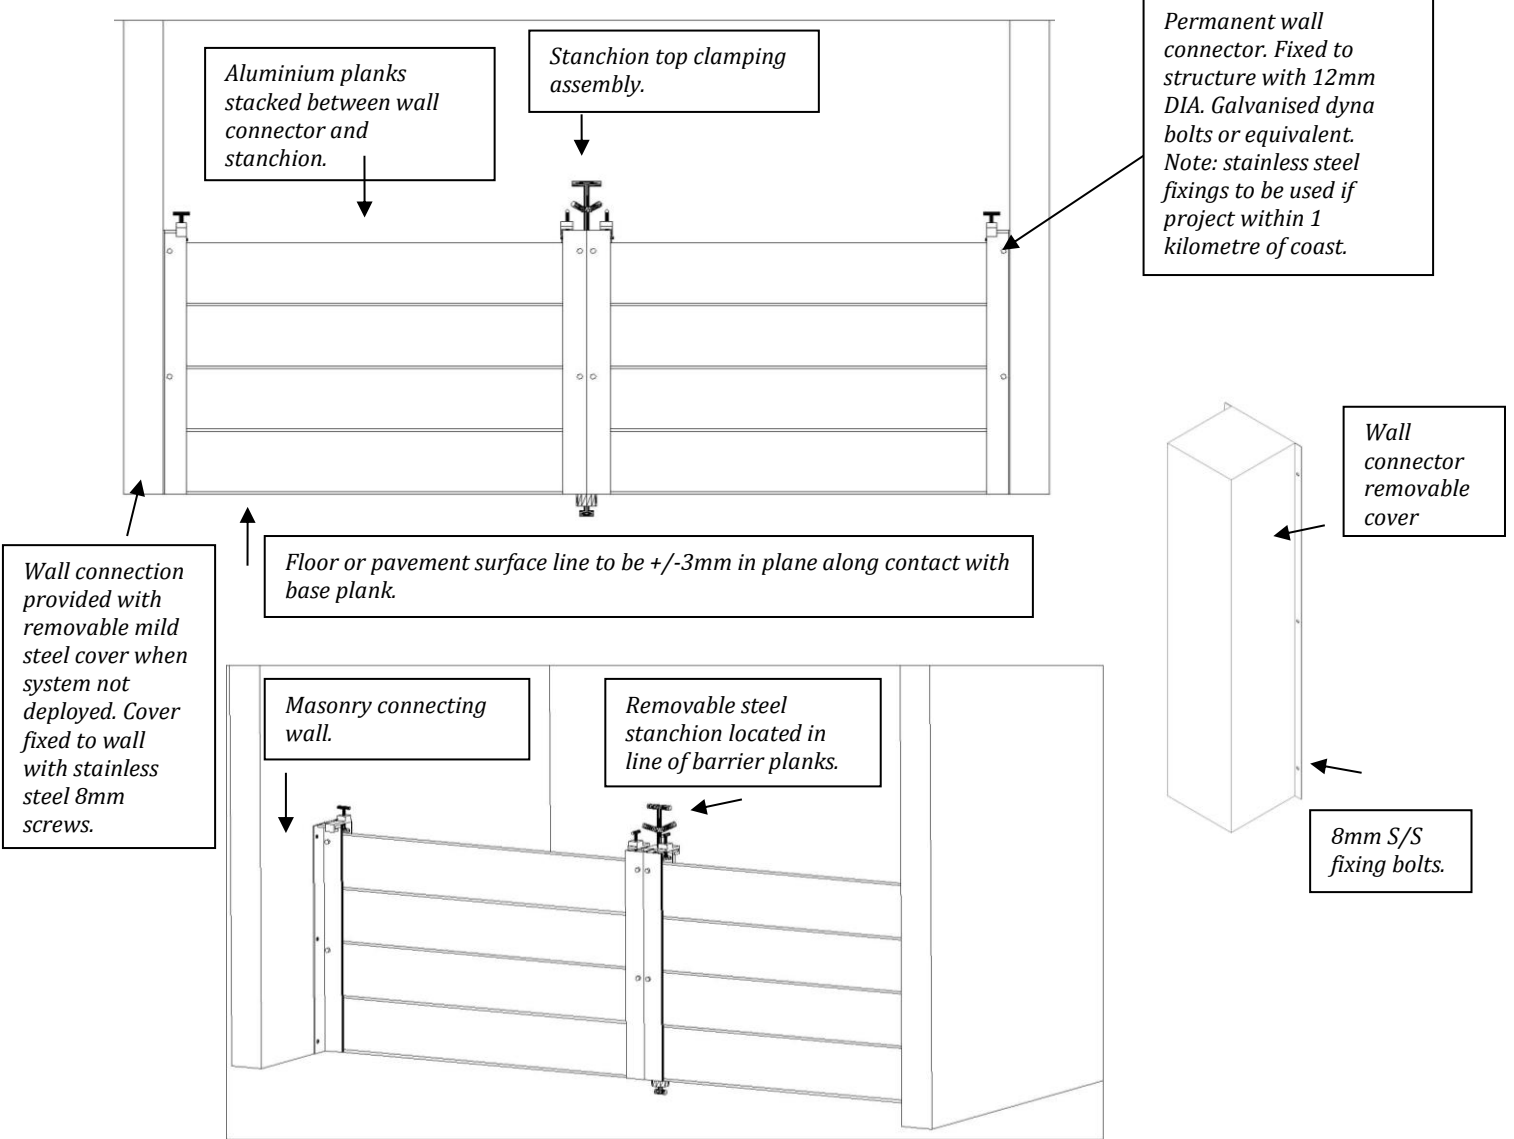 Aluminium planks
stacked between wall
connector and
stanchion.
Stanchion top clamping
assembly.
Permanent wall
connector. Fixed to
structure with 12mm
DIA. Galvanised dyna
bolts or equivalent.
Note: stainless steel
fixings to be used if
project within 1
kilometre of coast.
Wall
connector
removable
cover
Floor or pavement surface line to be +/-3mm in plane along contact with
base plank.
Wall connection
provided with
removable mild
steel cover when
system not
deployed. Cover
fixed to wall
with stainless
steel 8mm
screws.
Masonry connecting
wall.
Removable steel
stanchion located in
line of barrier planks.
8mm S/S
fixing bolts.